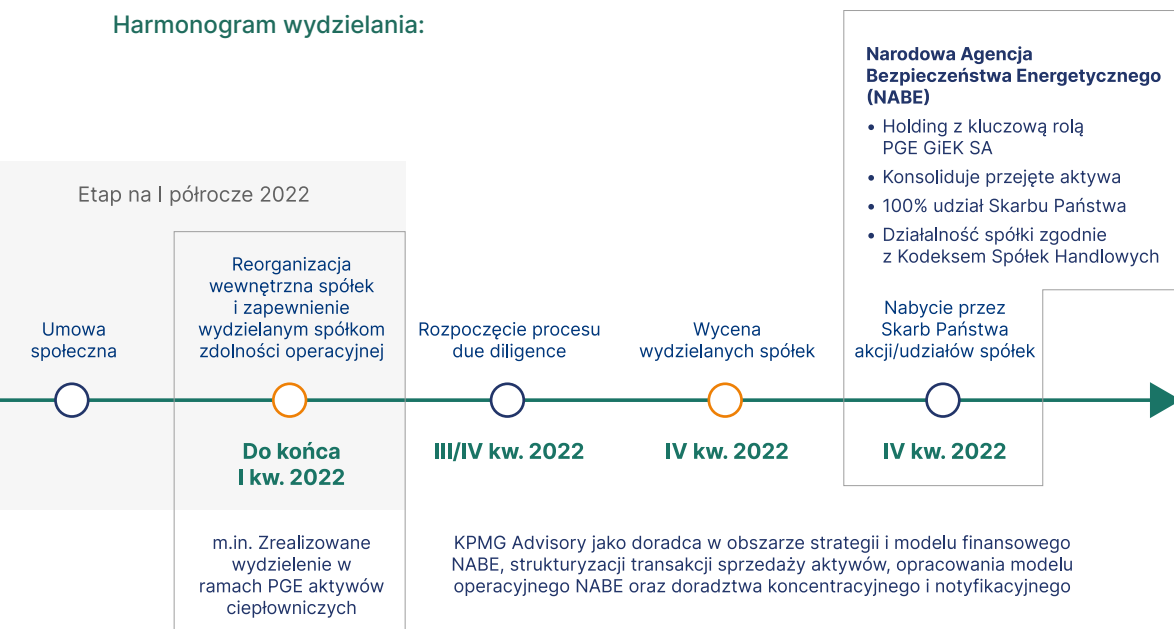 Harmonogram wydzielania:
Narodowa Agencja
Bezpieczeństwa Energetycznego
(NABE)
• Holding z kluczową rolą
PGE GiEK SA
• Konsoliduje przejęte aktywa
• 100% udział Skarbu Państwa
• Działalność spółki zgodnie
z Kodeksem Spółek Handlowych
Etap na I półrocze 2022
Umowa
społeczna
Reorganizacja
wewnętrzna spółek
i zapewnienie
wydzielanym spółkom
zdolności operacyjnej
Rozpoczęcie procesu
due diligence
Wycena
wydzielanych spółek
Nabycie przez
Skarb Państwa
akcji/udziałów spółek
Do końca
I kw. 2022
III/IV kw. 2022
IV kw. 2022
IV kw. 2022
m.in. Zrealizowane
wydzielenie w
ramach PGE aktywów
ciepłowniczych
KPMG Advisory jako doradca w obszarze strategii i modelu finansowego
NABE, strukturyzacji transakcji sprzedaży aktywów, opracowania modelu
operacyjnego NABE oraz doradztwa koncentracyjnego i notyfikacyjnego